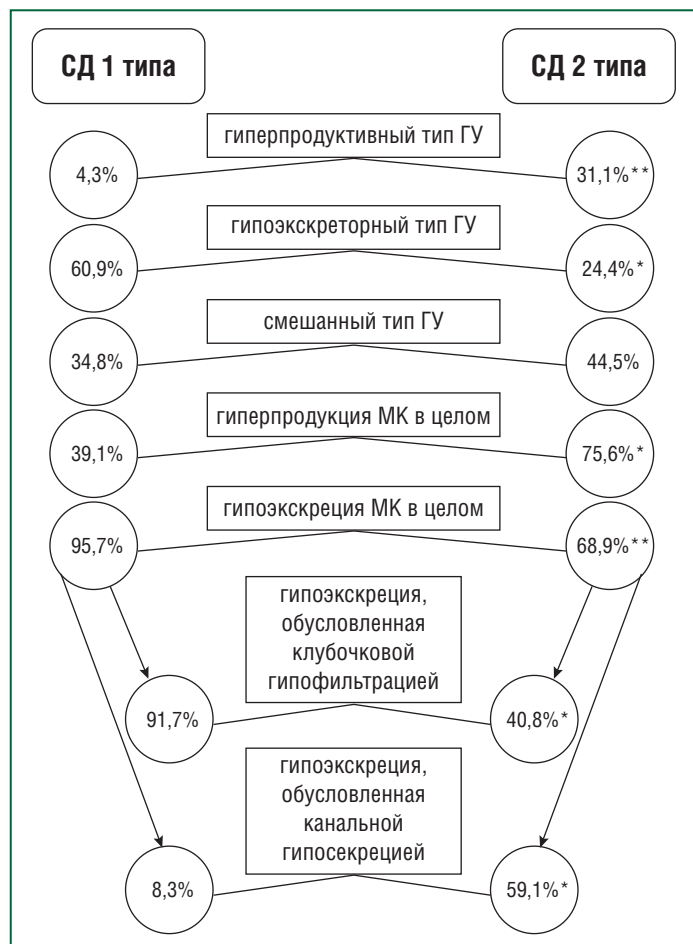 СД 1 типа
СД 2 типа
гиперпродуктивный тип ГУ
4,3%
31,1%**
гипоэкскреторный тип ГУ
60,9%
24,4%*
смешанный тип ГУ
34,8%
44,5%
гиперпродукция МК в целом
39,1%
75,6%*
гипоэкскреция МК в целом
95,7%
68,9%**
гипоэкскреция,
обусловленная
клубочковой
гипофильтрацией
91,7%
40,8%*
гипоэкскреция,
обусловленная
канальной
гипосекрецией
8,3%
59,1%*